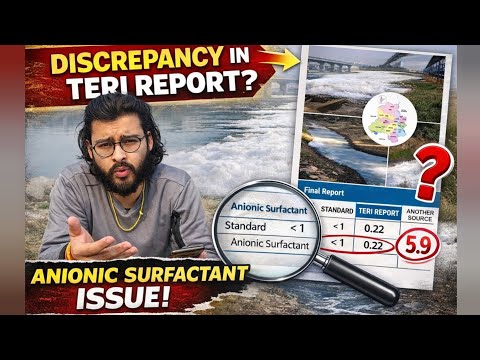 DISCREPANCY IN
TERI REPORT?
Final Report
STANDARD TERI REPORT ANOTHER SOURCE
< 1 0.22
< 1 0.22 5.9
?
Anionic Surfactant
Standard < 1
Anionic Surfactant
ANIONIC SURFACTANT
ISSUE!